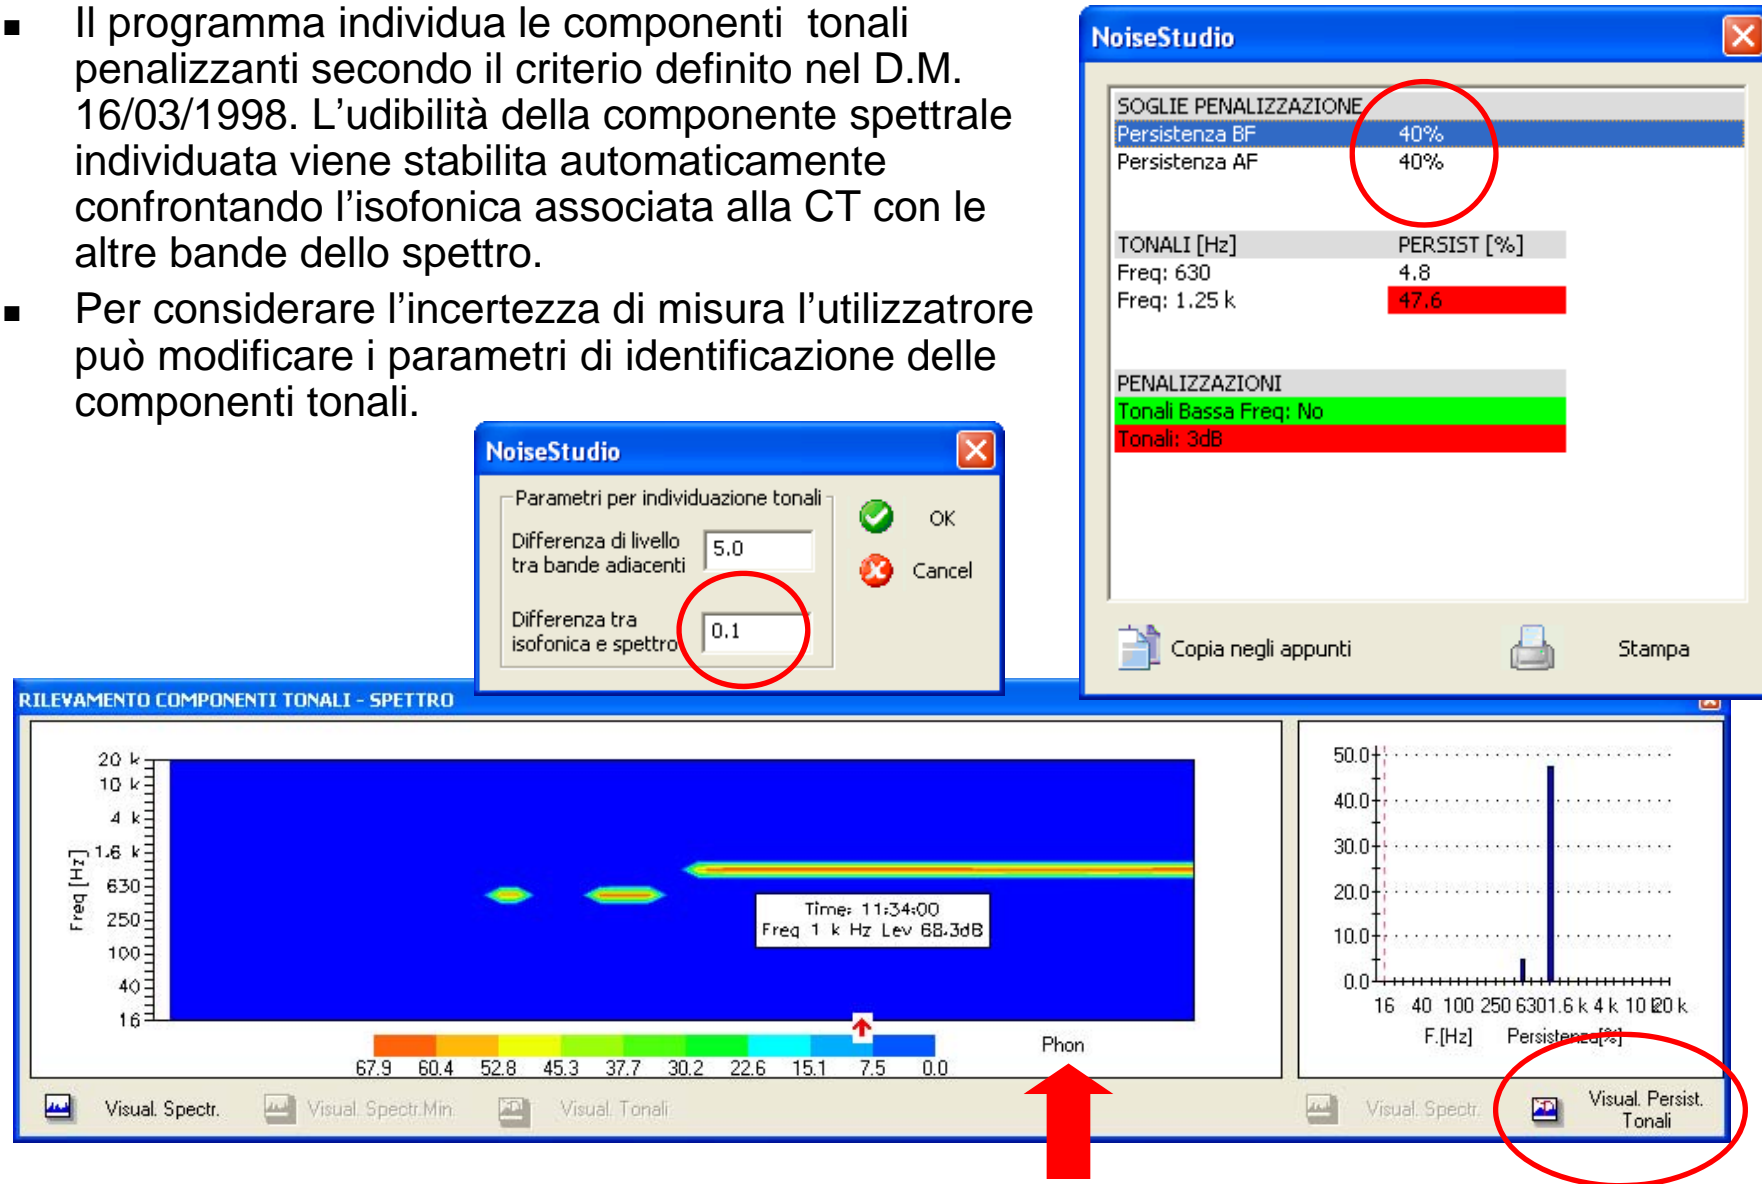 Il programma individua le componenti tonali
penalizzanti secondo il criterio definito nel D.M.
16/03/1998. L'udibilità della componente spettrale
individuata viene stabilita automaticamente
confrontando l'isofonica associata alla CT con le
altre bande dello spettro.
Per considerare l'incertezza di misura l'utilizzatrore
può modificare i parametri di identificazione delle
componenti tonali.
NoiseStudio
SOGLIE PENALIZZAZIONE
Persistenza BF 40%
Persistenza AF 40%
TONALI [Hz] PERSIST [%]
Freq: 630 4.8
Freq: 1.25 k 47.6
PENALIZZAZIONI
Tonali Bassa Freq: No
Tonali: 3dB
Copia negli appunti Stampa
NoiseStudio
Parametri per individuazione tonali
Differenza di livello
tra bande adiacenti 5.0
Differenza tra
isofonica e spettro 0.1
OK
Cancel
RILEVAMENTO COMPONENTI TONALI - SPETTRO
Freq [Hz]
20 k
10 k
4 k
1.6 k
630
250
100
40
16
Time: 11:34:00
Freq 1 k Hz Lev 68.3dB
67.9 60.4 52.8 45.3 37.7 30.2 22.6 15.1 7.5 0.0
Phon
50.0
40.0
30.0
20.0
10.0
0.0
16 40 100 250 630 1.6 k 4 k 10 k 20 k
F.[Hz] Persistenza[%]
Visual. Spectr. Visual. Spectr.Min. Visual. Tonali
Visual. Spectr. Visual. Persist.
Tonali